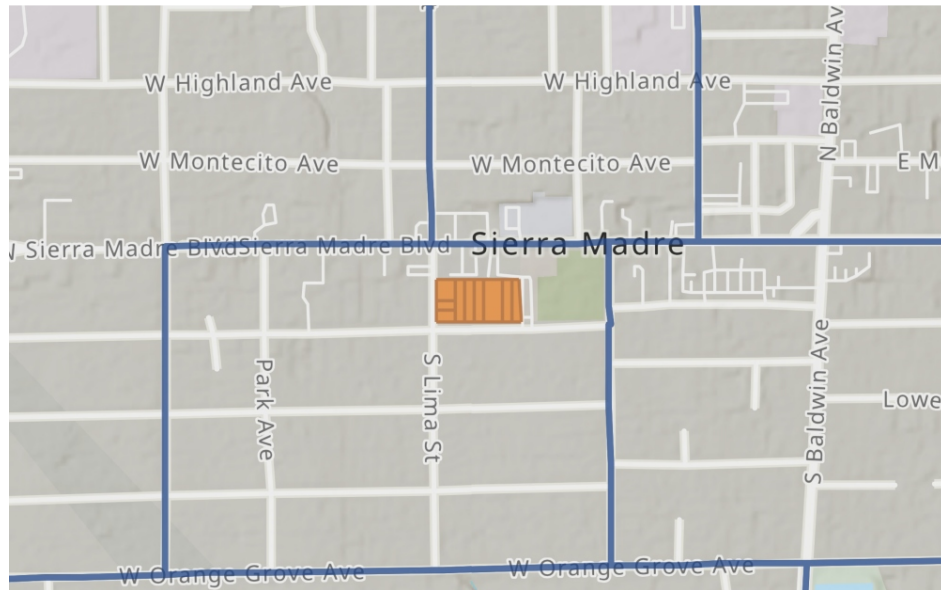 W Highland Ave
W Highland Ave
N Baldwin Av
W Montecito Ave
W Montecito Ave
E M
N Sierra Madre Blvd
Sierra Madre Blvd
Sierra Madre
Park Ave
S Lima St
S Baldwin Ave
Lowe
W Orange Grove Ave
W Orange Grove Ave